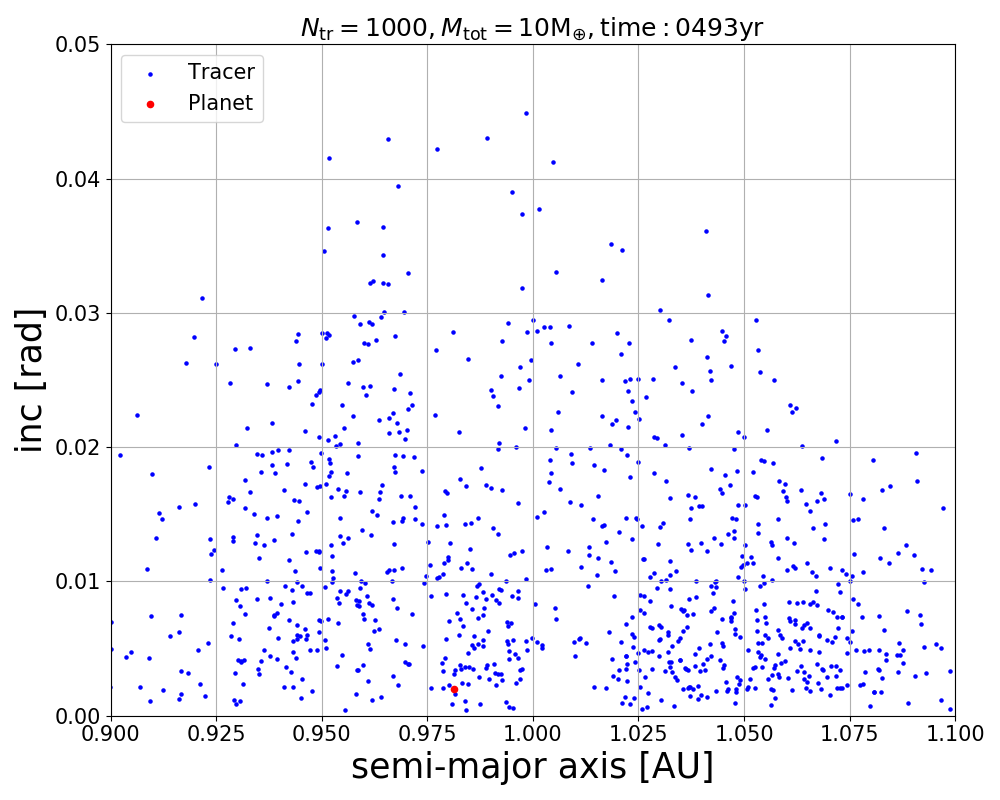 N_tr = 1000, M_tot = 10M_⊕, time : 0493yr
0.05
Tracer
Planet
0.04
0.03
inc [rad]
0.02
0.01
0.00
0.900 0.925 0.950 0.975 1.000 1.025 1.050 1.075 1.100
semi-major axis [AU]